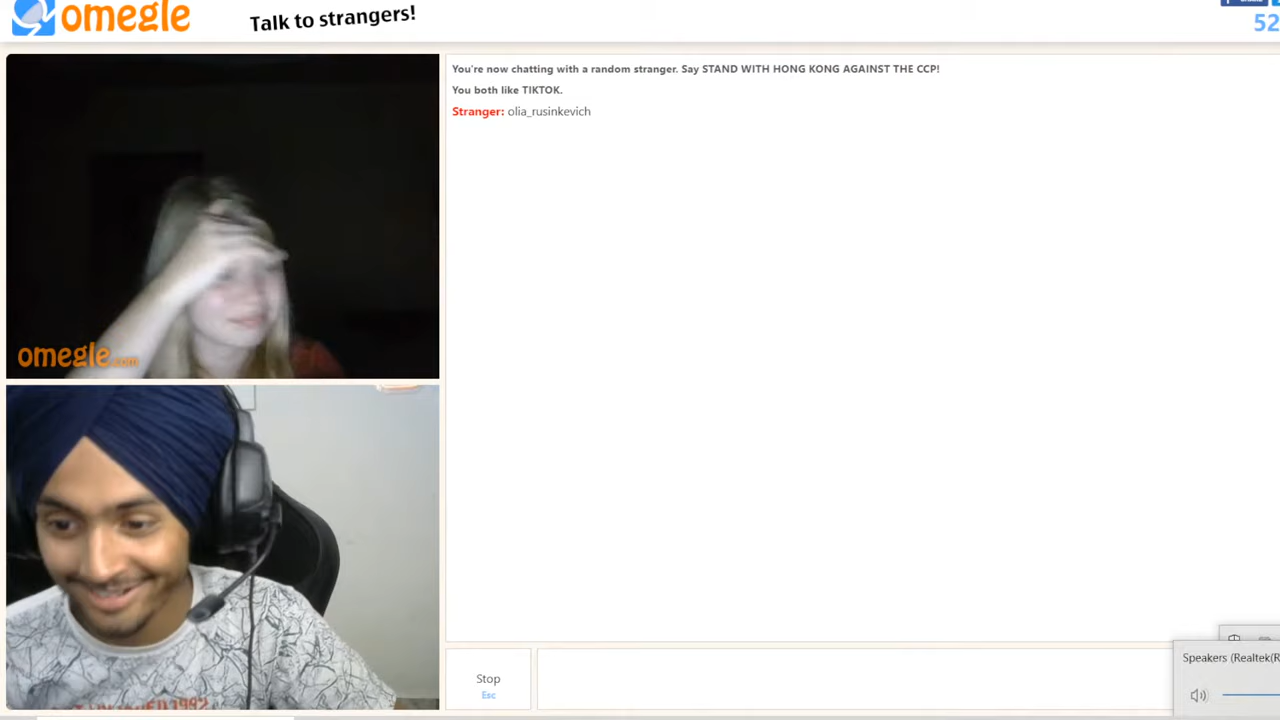 omegle
Talk to strangers!
52
You're now chatting with a random stranger. Say STAND WITH HONG KONG AGAINST THE CCP!
You both like TIKTOK.
Stranger: olia_rusinkevich
omegle.com
Stop
Esc
Speakers (Realtek(R